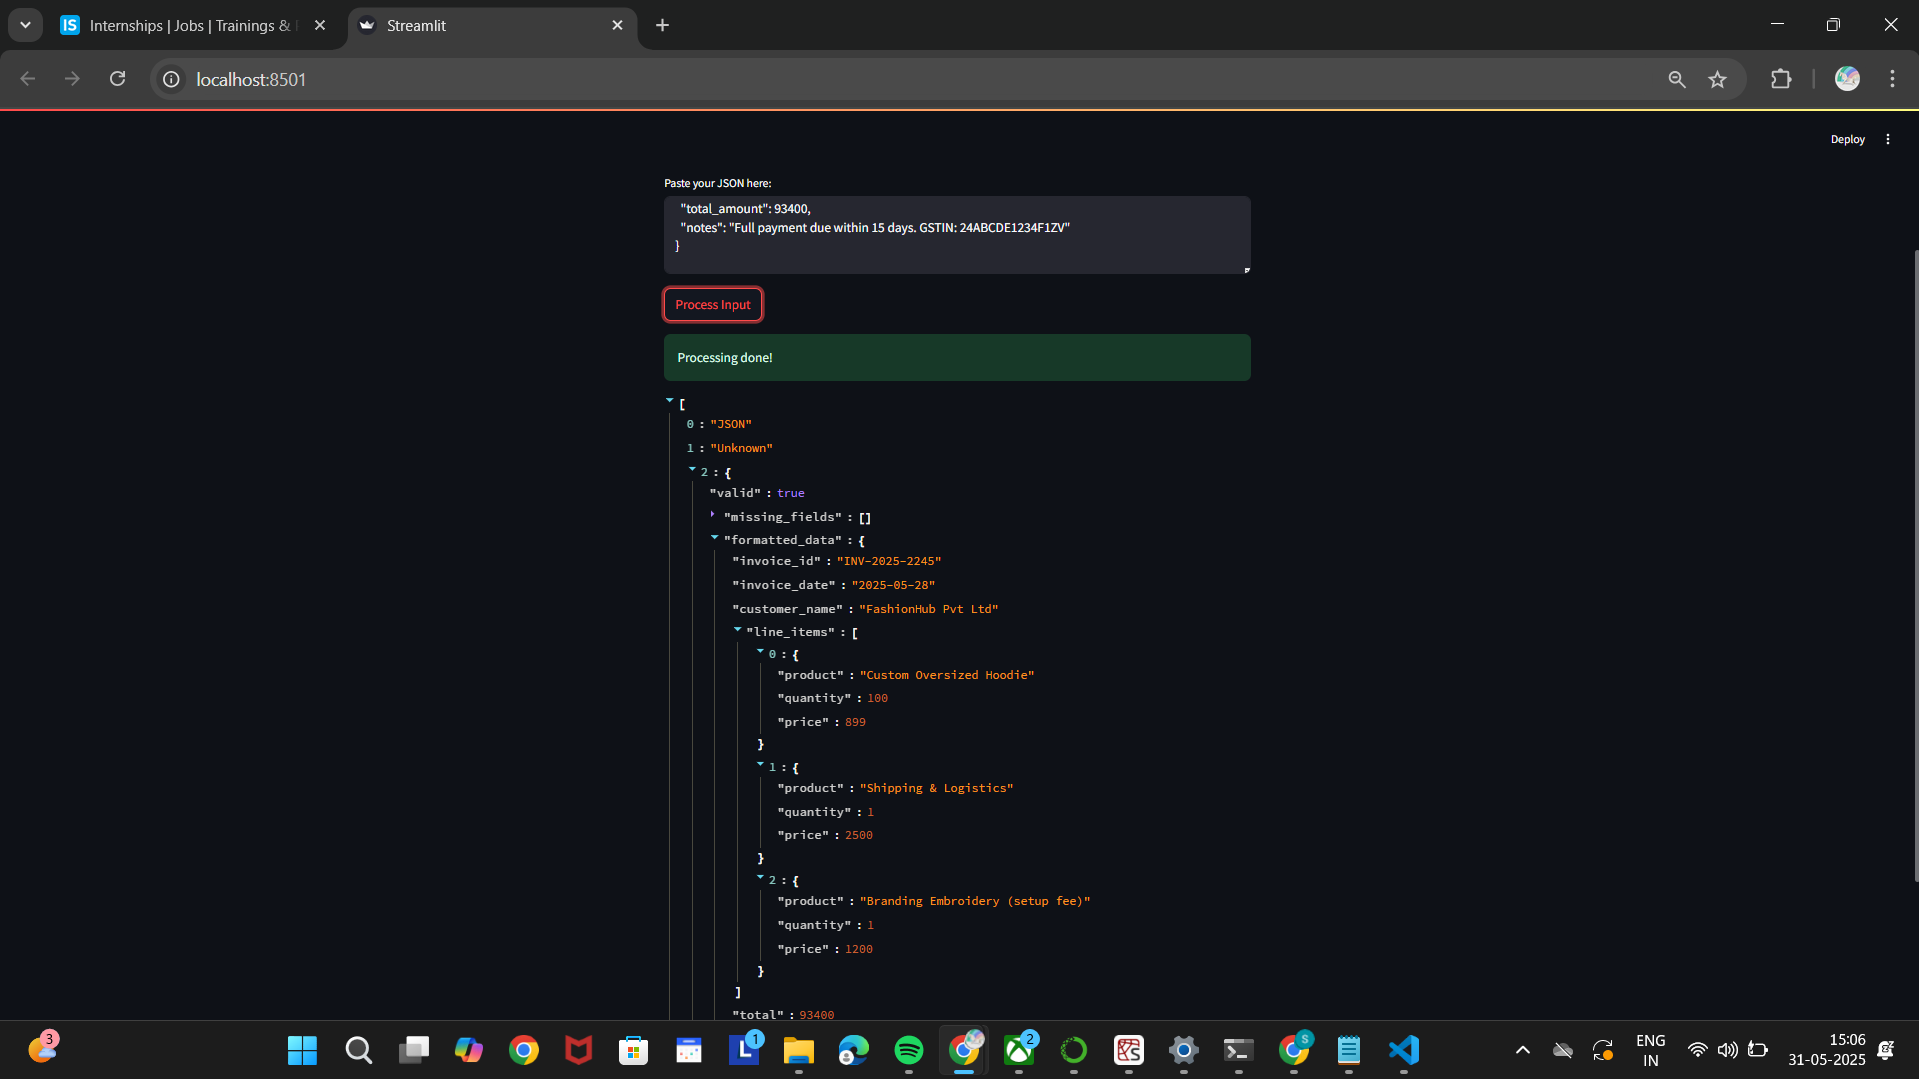 Internships | Jobs | Trainings &
Streamlit
localhost:8501
Deploy
Paste your JSON here:
"total_amount": 93400,
"notes": "Full payment due within 15 days. GSTIN: 24ABCDE1234F1ZV"
}
Process Input
Processing done!
[
0 : "JSON"
1 : "Unknown"
2 : {
"valid" : true
"missing_fields" : []
"formatted_data" : {
"invoice_id" : "INV-2025-2245"
"invoice_date" : "2025-05-28"
"customer_name" : "FashionHub Pvt Ltd"
"line_items" : [
0 : {
"product" : "Custom Oversized Hoodie"
"quantity" : 100
"price" : 899
}
1 : {
"product" : "Shipping & Logistics"
"quantity" : 1
"price" : 2500
}
2 : {
"product" : "Branding Embroidery (setup fee)"
"quantity" : 1
"price" : 1200
}
]
"total" : 93400
3
1
2
S
ENG
IN
15:06
31-05-2025